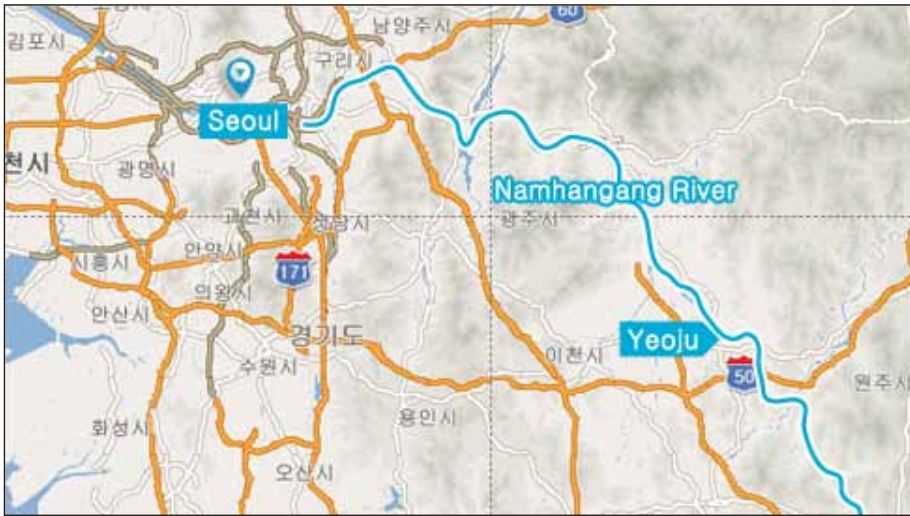 남양주시
60
김포시
구리시
Seoul
천시
광명시
Namhangang River
과천시
성남시
광주시
안양시
시흥시
171
의왕시
안산시
경기도
Yeoju
수원시
이천시
50
원주시
용인시
화성시
오산시